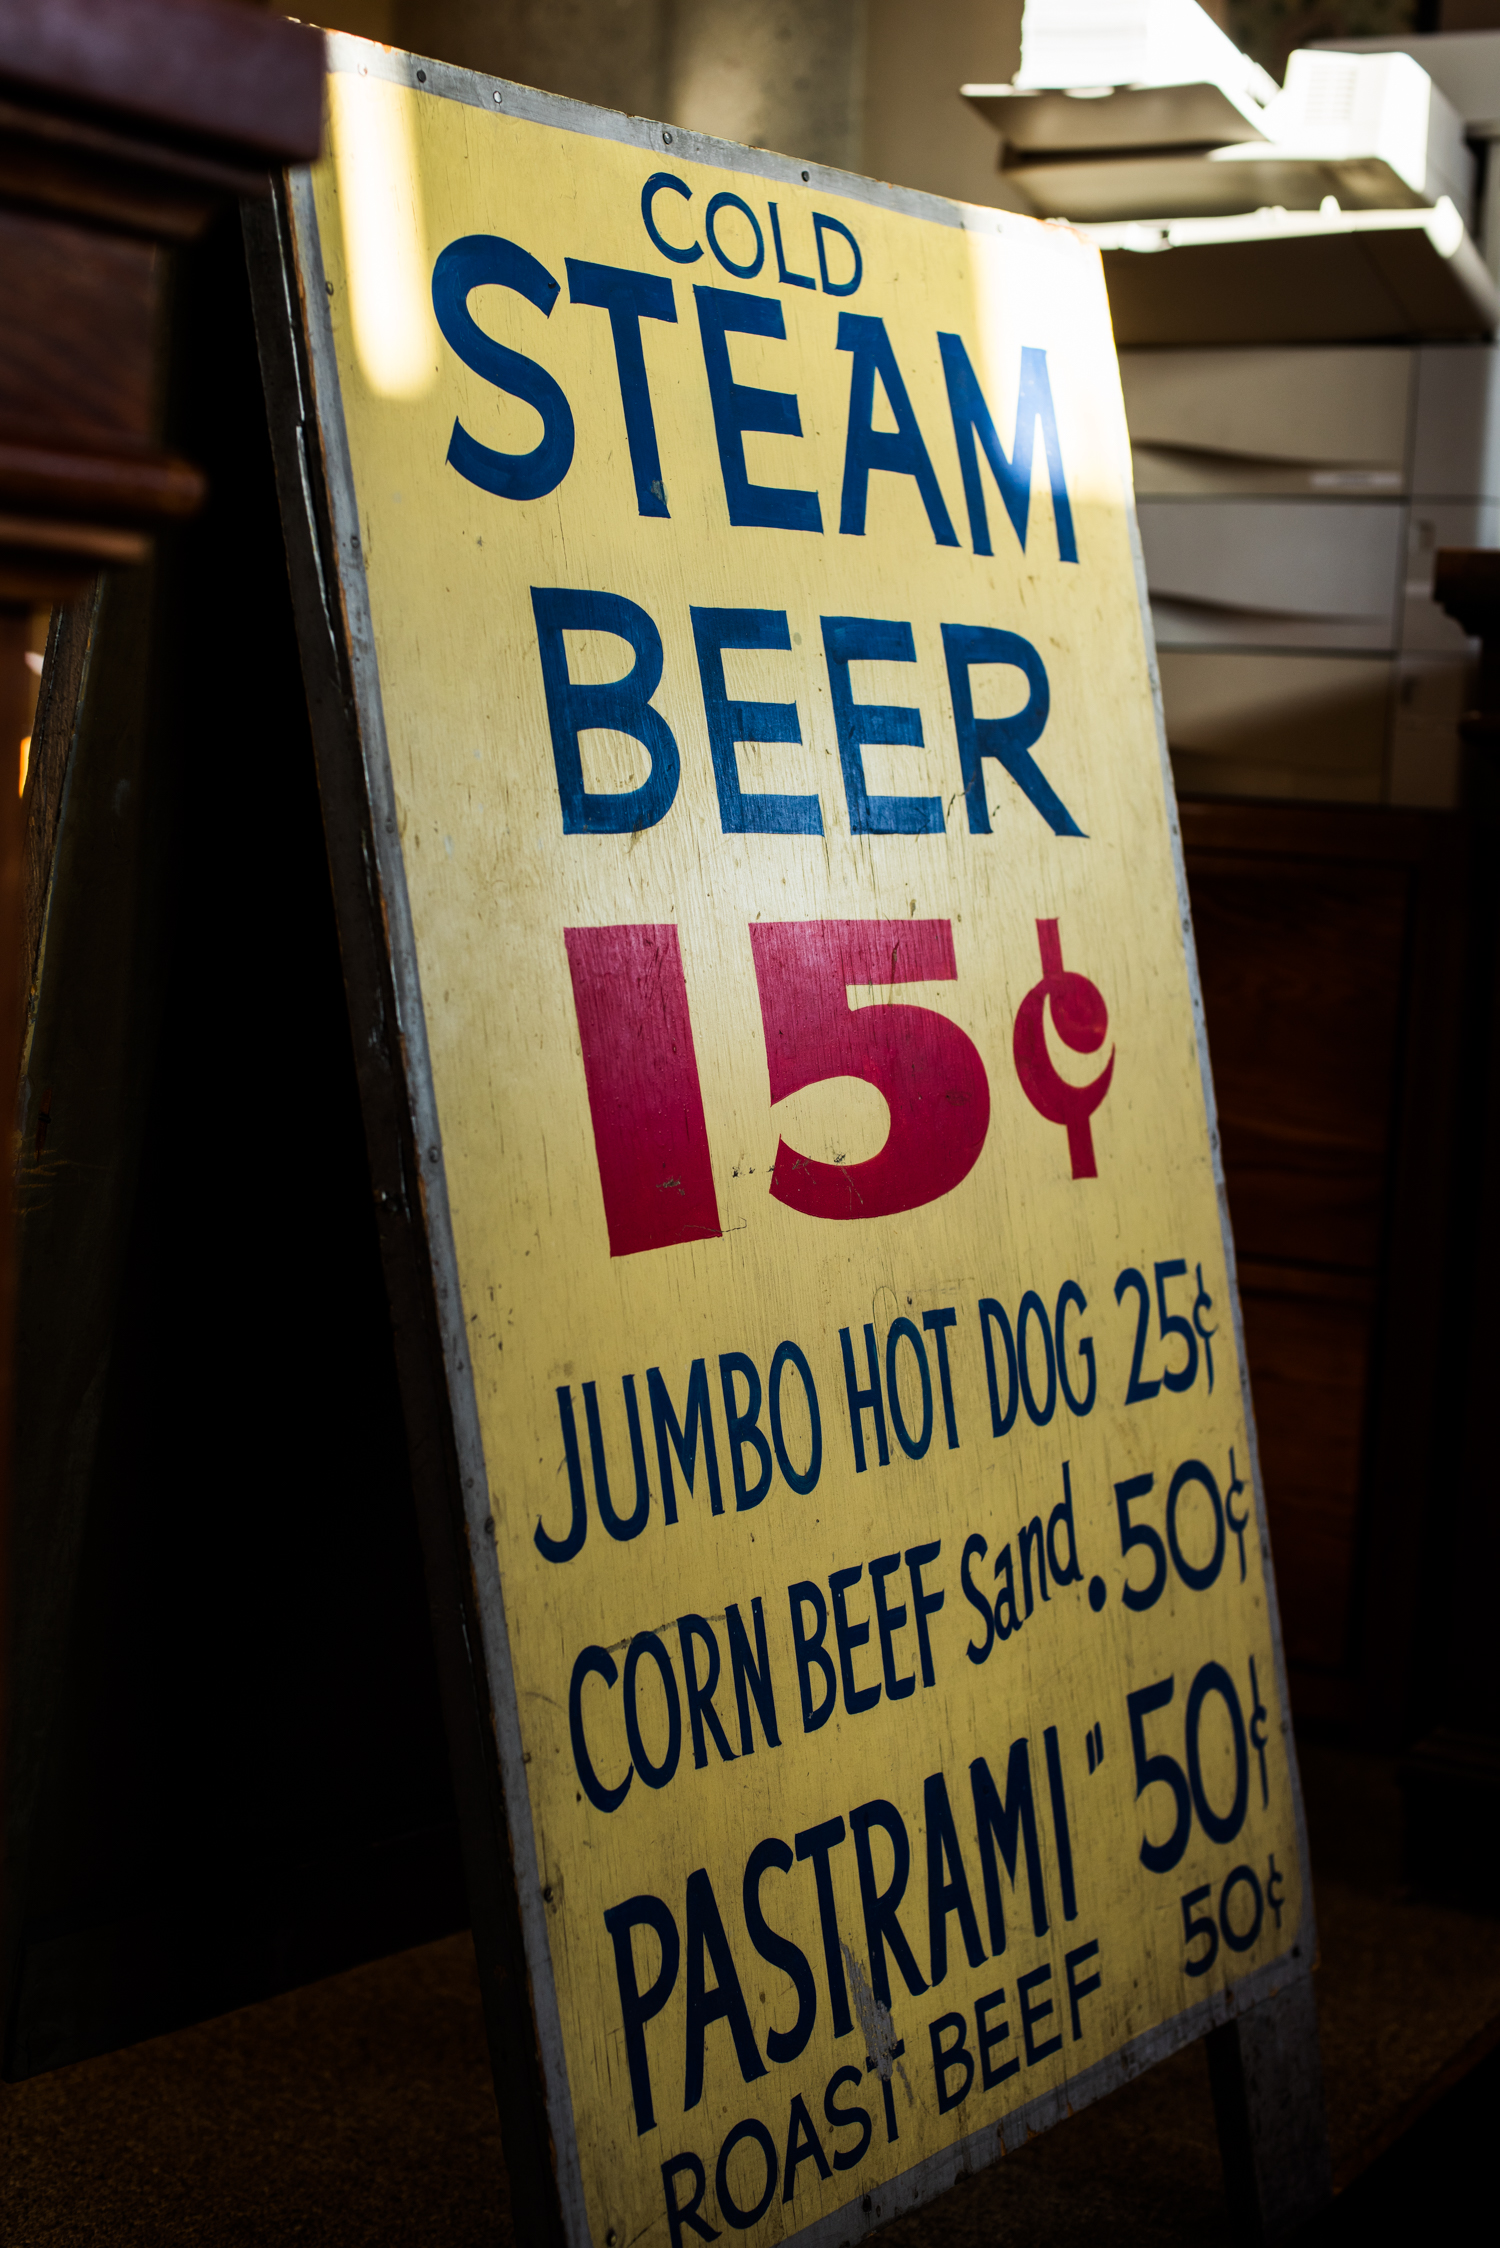 COLD
STEAM
BEER
15¢
JUMBO HOT DOG 25¢
CORN BEEF Sand. 50¢
PASTRAMI " 50¢
ROAST BEEF 50¢